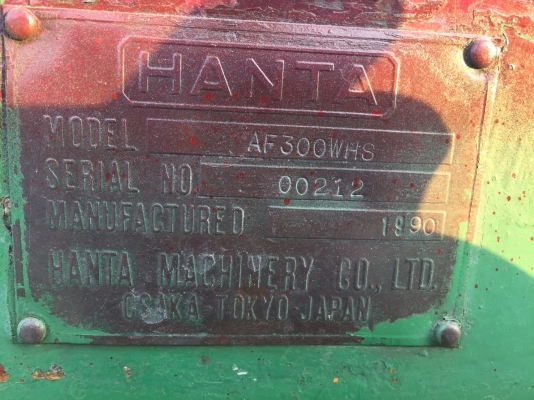 HANTA
MODEL AF300WHS
SERIAL NO. 00212
MANUFACTURED 1990
HANTA MACHINERY CO., LTD.
OSAKA TOKYO JAPAN